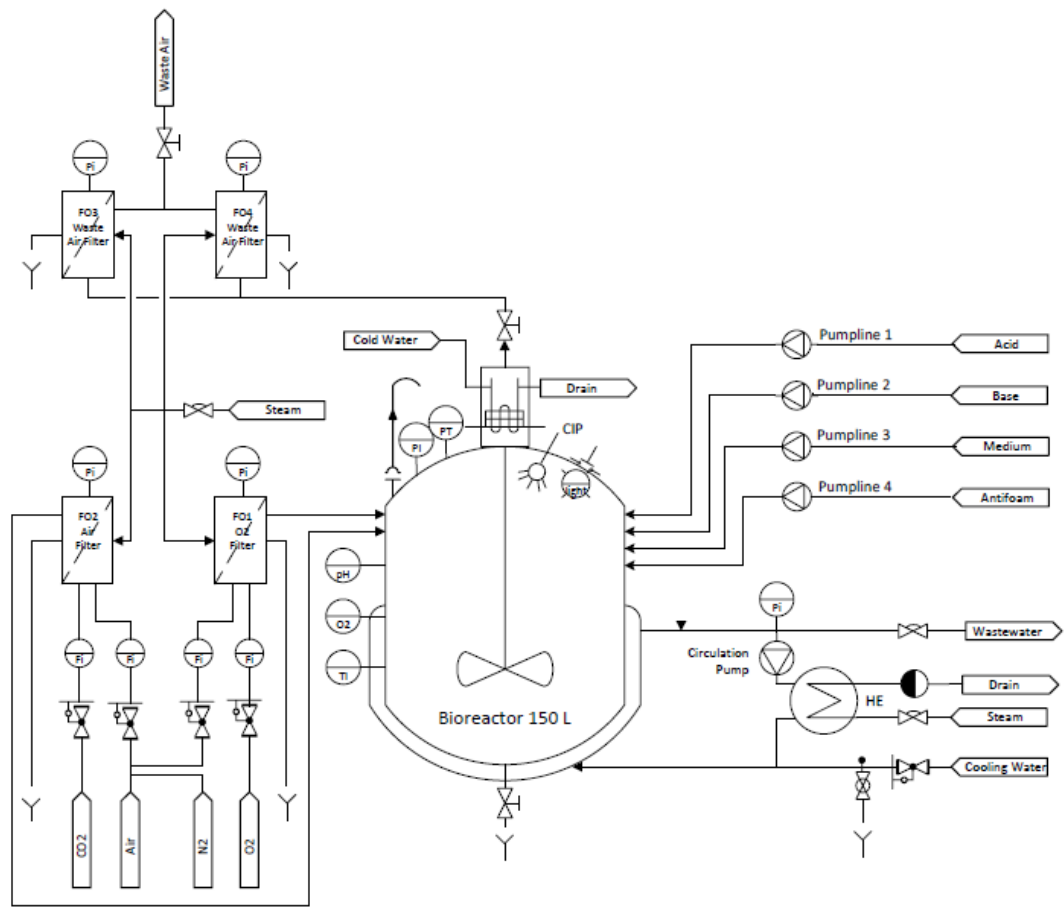 Waste Air
Pi
Pi
FO3
Waste
Air Filter
FO4
Waste
Air Filter
Cold Water
Drain
Steam
PT
PI
CIP
light
Pumpline 1
Acid
Pumpline 2
Base
Pumpline 3
Medium
Pumpline 4
Antifoam
Pi
Pi
FO2
Air
Filter
FO1
O2
Filter
pH
O2
TI
Fi
Fi
Fi
Fi
Bioreactor 150 L
Pi
Wastewater
Circulation
Pump
HE
Drain
Steam
Cooling Water
CO2
Air
N2
O2